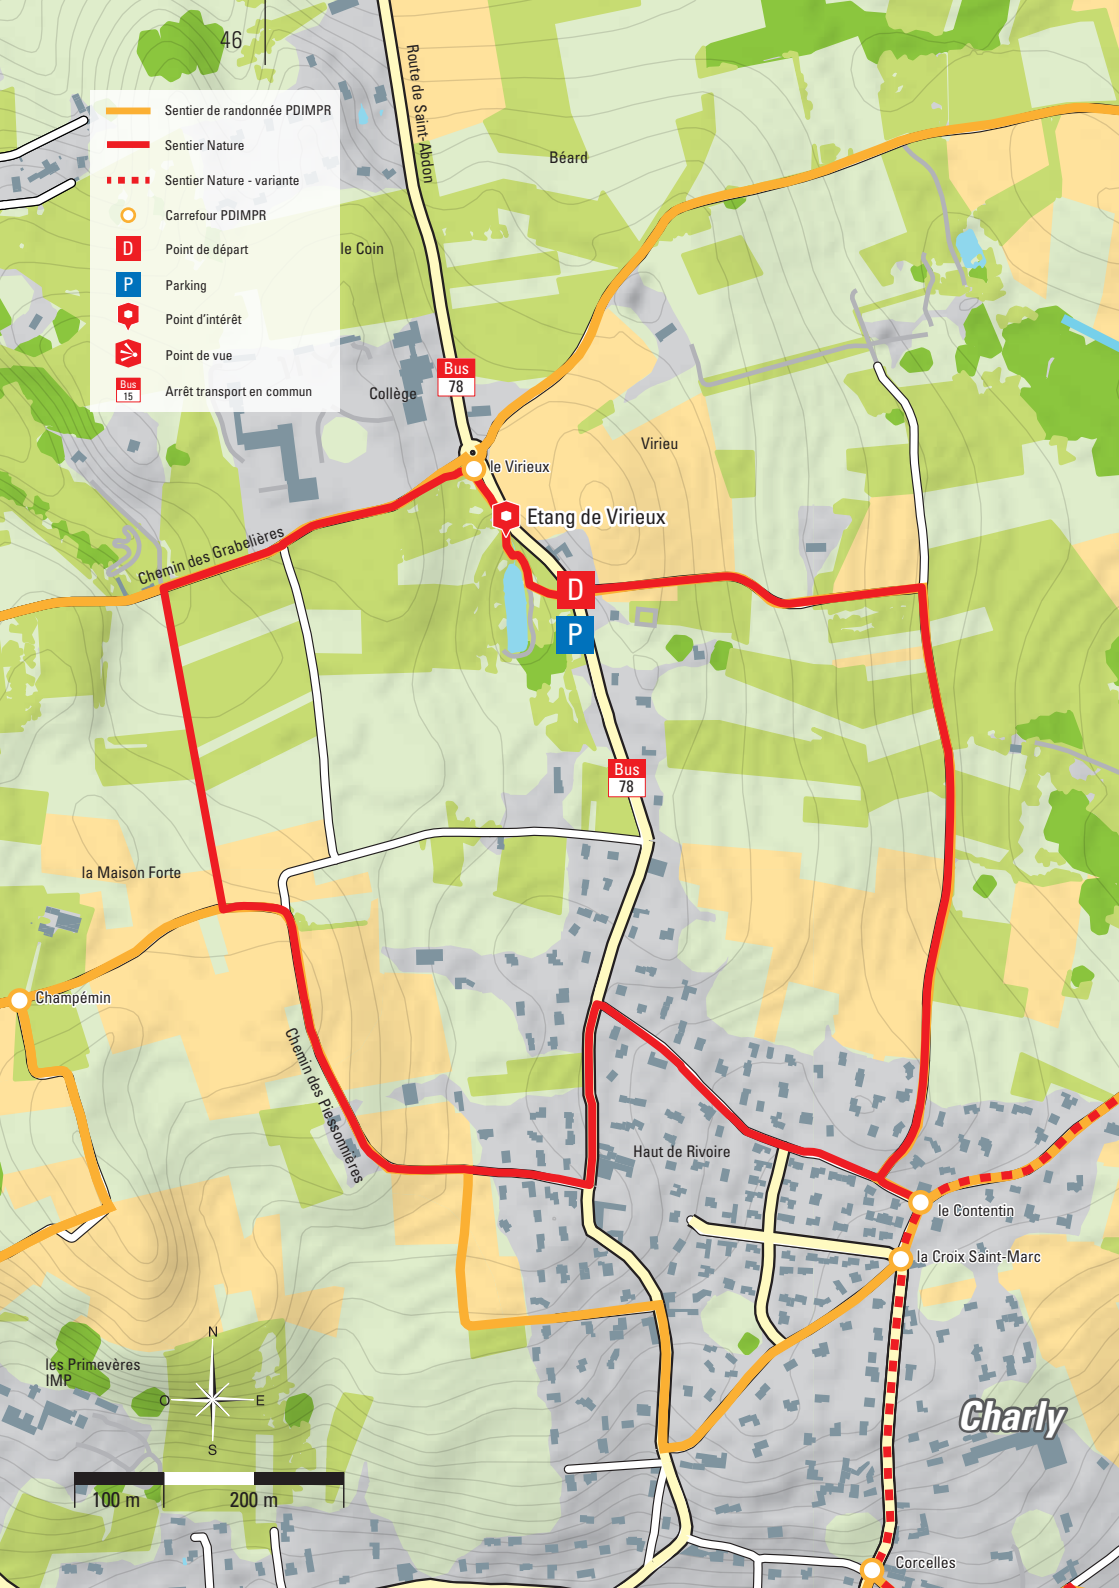 46
Route de Saint-Abdon
Sentier de randonnée PDIMPR
Sentier Nature
Sentier Nature - variante
Carrefour PDIMPR
D
Point de départ
P
Parking
Point d'intérêt
Point de vue
Bus
15
Arrêt transport en commun
Béard
le Coin
Bus
78
Collège
Virieu
le Virieux
Etang de Virieux
Chemin des Grabelières
D
P
Bus
78
la Maison Forte
Champémin
Chemin des Piessonnières
Haut de Rivoire
le Contentin
la Croix Saint-Marc
les Primevères
IMP
N
O
E
S
Charly
100 m
200 m
Corcelles